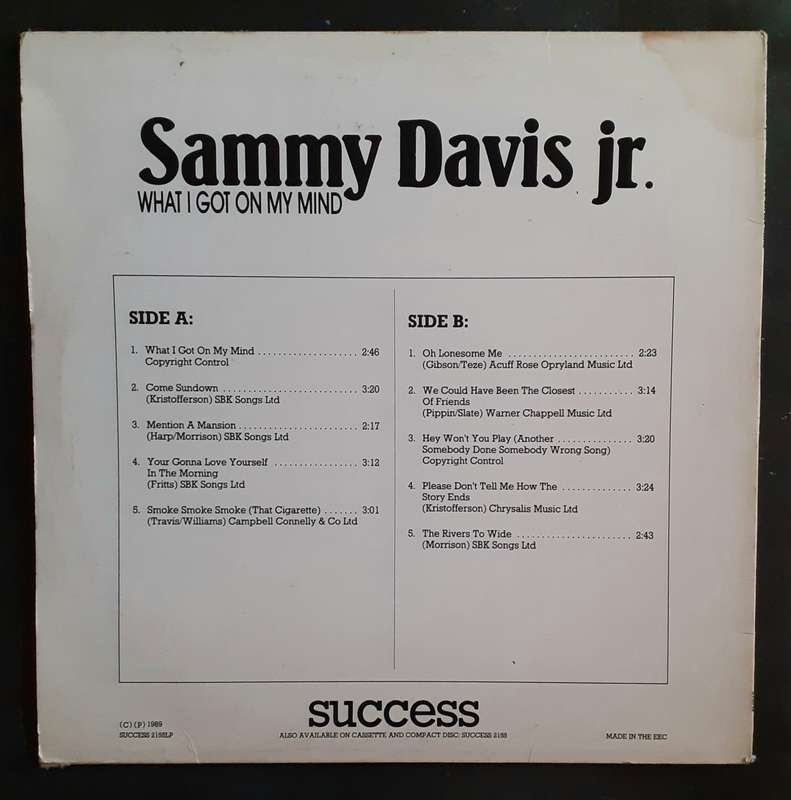 Sammy Davis jr.
WHAT I GOT ON MY MIND
SIDE A:
1. What I Got On My Mind .................... 2:46
Copyright Control
2. Come Sundown .......................... 3:20
(Kristofferson) SBK Songs Ltd
3. Mention A Mansion ....................... 2:17
(Harp/Morrison) SBK Songs Ltd
4. Your Gonna Love Yourself ................ 3:12
In The Morning
(Fritts) SBK Songs Ltd
5. Smoke Smoke Smoke (That Cigarette) ....... 3:01
(Travis/Williams) Campbell Connelly & Co Ltd
SIDE B:
1. Oh Lonesome Me ......................... 2:23
(Gibson/Teze) Acuff Rose Opryland Music Ltd
2. We Could Have Been The Closest ........... 3:14
Of Friends
(Pippin/Slate) Warner Chappell Music Ltd
3. Hey Won't You Play (Another ............... 3:20
Somebody Done Somebody Wrong Song)
Copyright Control
4. Please Don't Tell Me How The .............. 3:24
Story Ends
(Kristofferson) Chrysalis Music Ltd
5. The Rivers To Wide ....................... 2:43
(Morrison) SBK Songs Ltd
success
(C) (P) 1989
SUCCESS 2155LP
ALSO AVAILABLE ON CASSETTE AND COMPACT DISC: SUCCESS 2155
MADE IN THE EEC